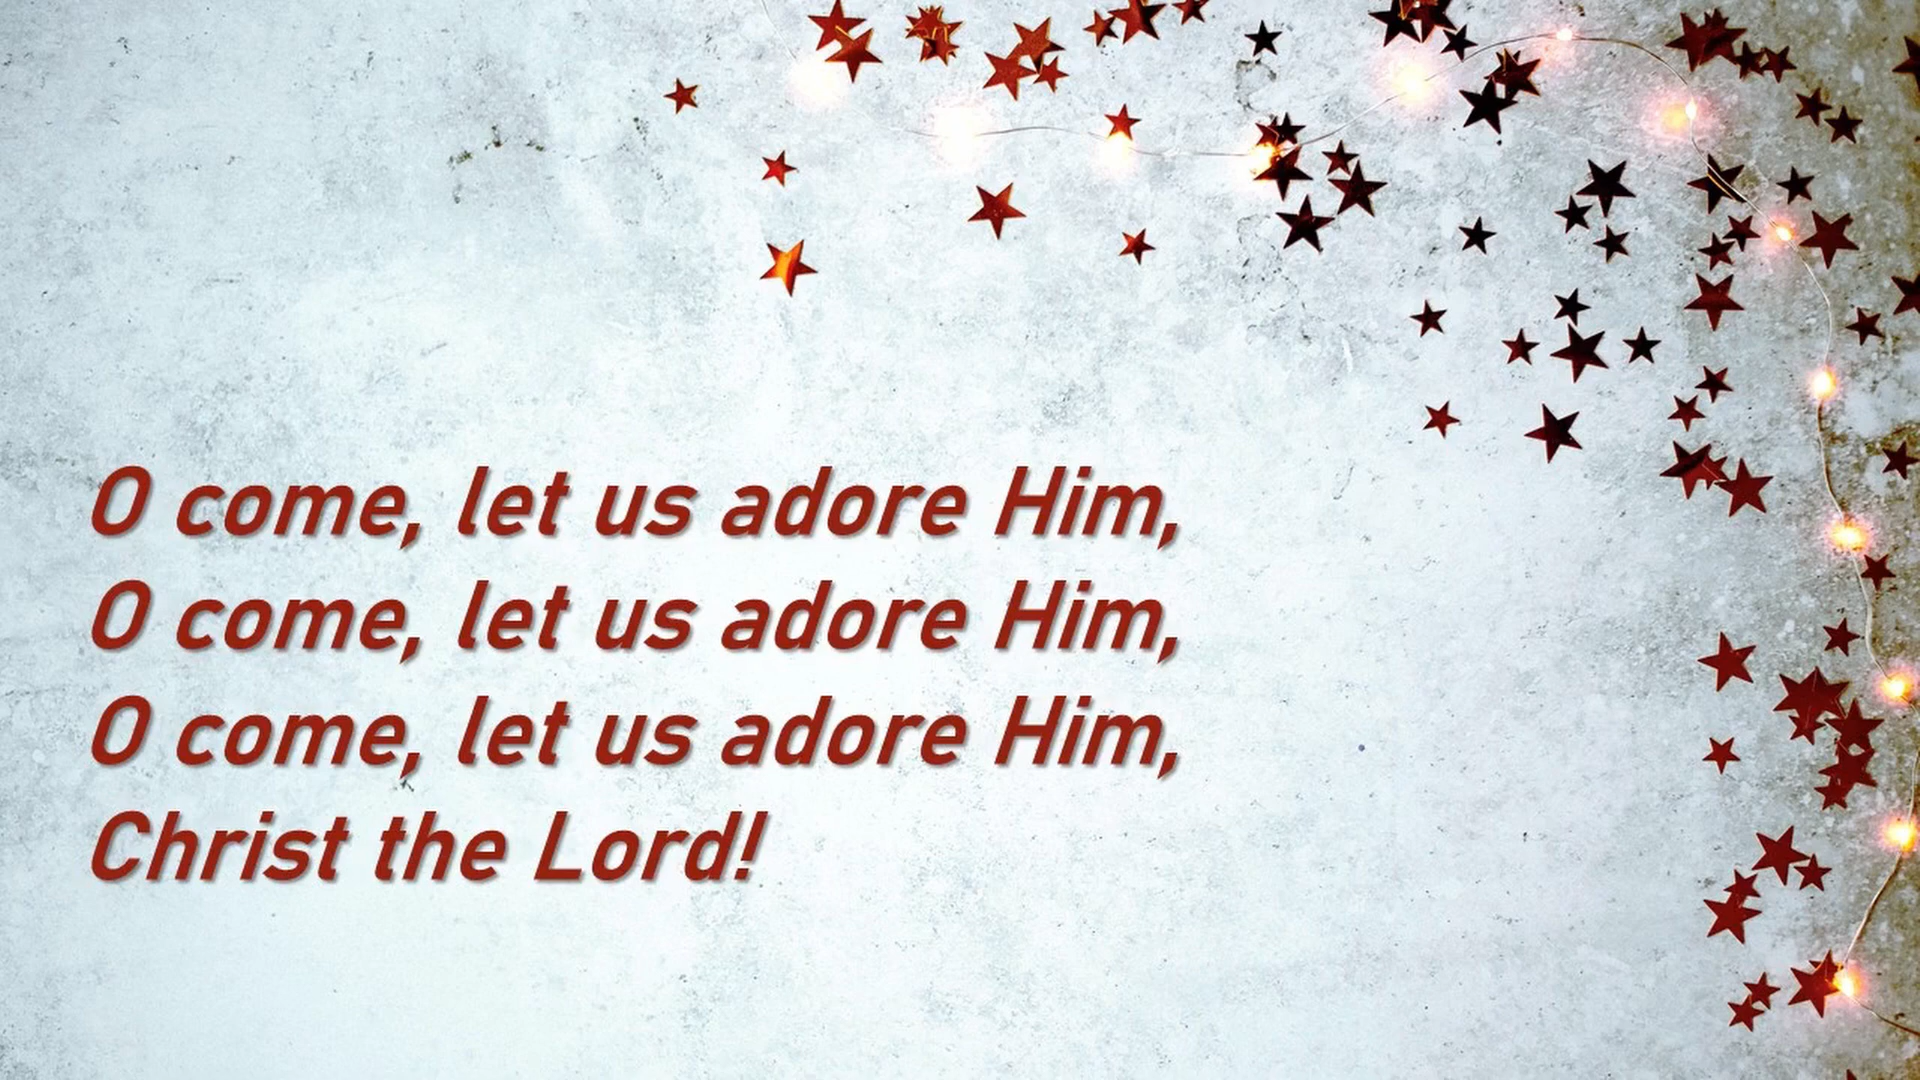 O come, let us adore Him,
O come, let us adore Him,
O come, let us adore Him,
Christ the Lord!